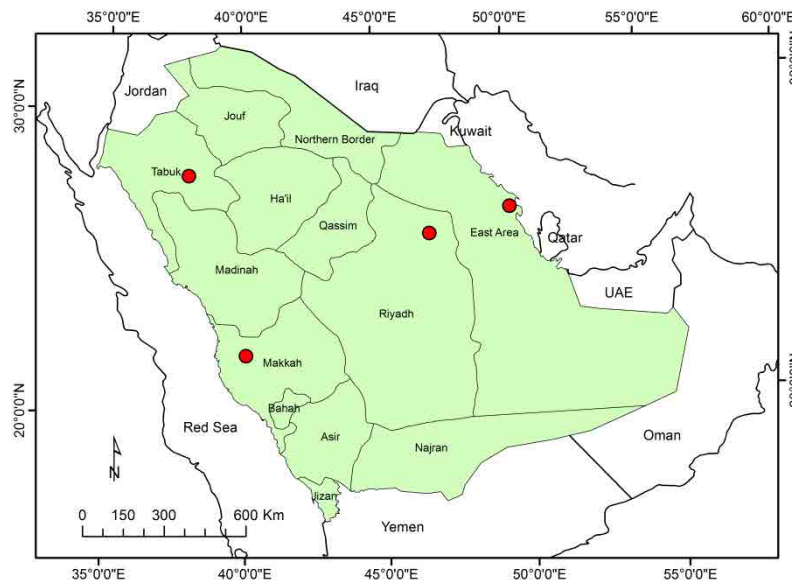 35°0'0"E
40°0'0"E
45°0'0"E
50°0'0"E
55°0'0"E
60°0'0"E
30°0'0"N
20°0'0"N
Jordan
Iraq
Kuwait
Jouf
Northern Border
Tabuk
Ha'il
Qassim
East Area
Qatar
Madinah
Riyadh
UAE
Makkah
Bahah
Red Sea
Asir
Najran
Oman
Jizan
Yemen
N
0 150 300 600 Km
35°0'0"E
40°0'0"E
45°0'0"E
50°0'0"E
55°0'0"E